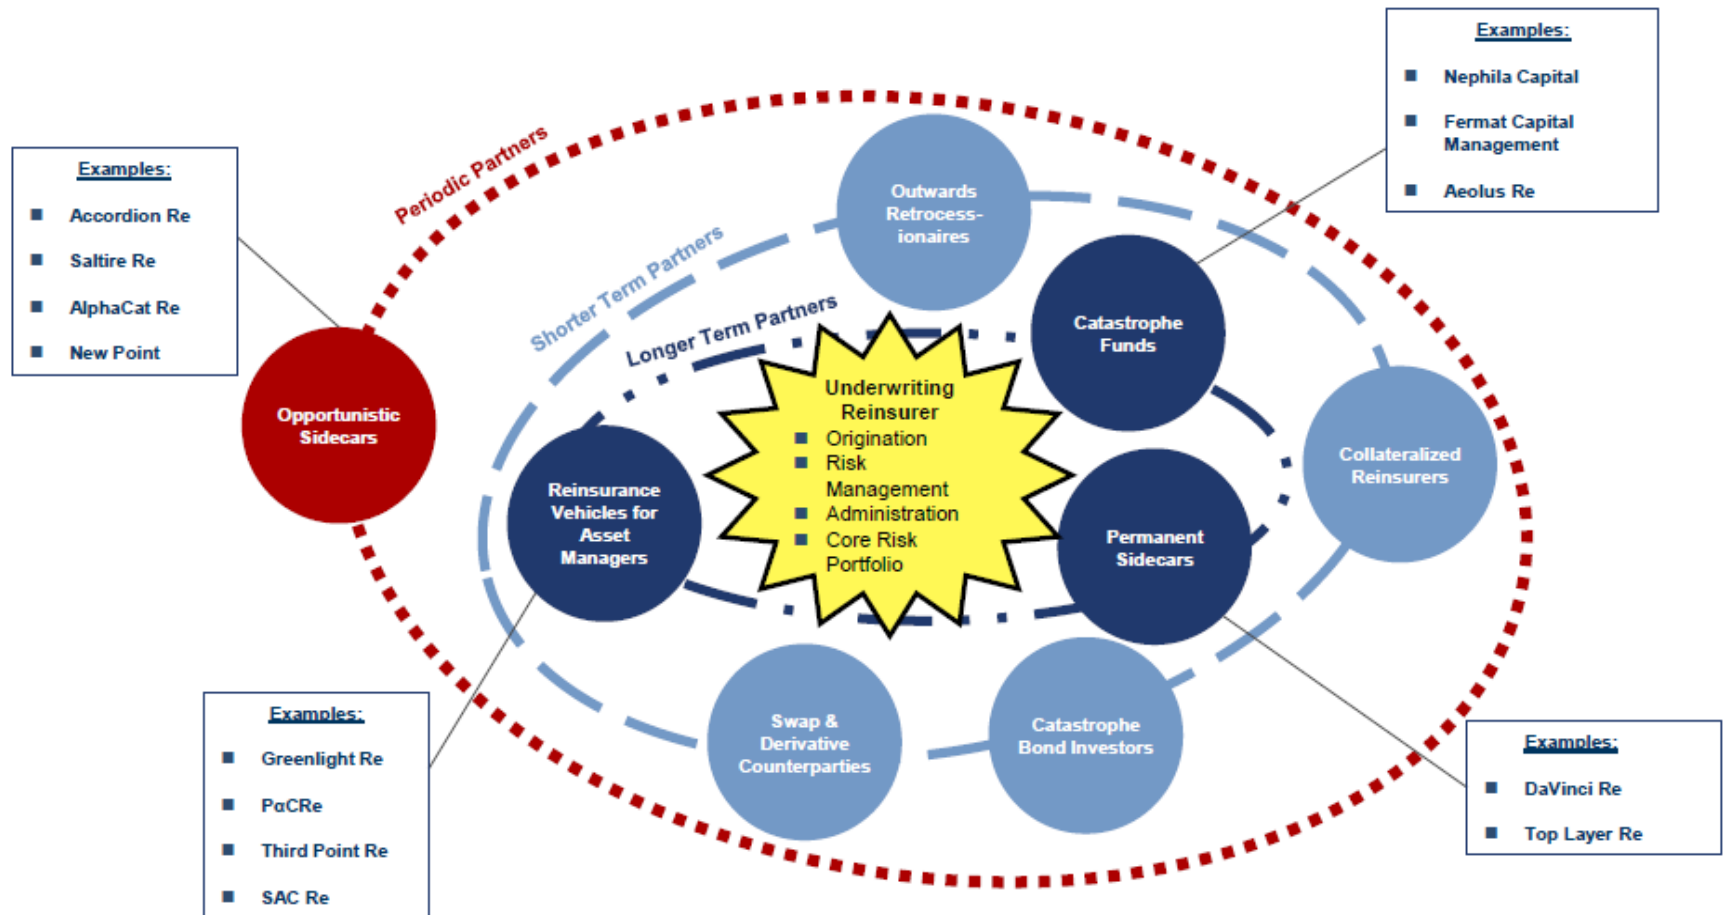 Examples:
Nephila Capital
Fermat Capital
Management
Aeolus Re
Periodic Partners
Examples:
Accordion Re
Saltire Re
AlphaCat Re
New Point
Outwards
Retrocess-
ionaires
Shorter Term Partners
Longer Term Partners
Catastrophe
Funds
Underwriting
Reinsurer
Origination
Risk
Management
Administration
Core Risk
Portfolio
Opportunistic
Sidecars
Collateralized
Reinsurers
Reinsurance
Vehicles for
Asset
Managers
Permanent
Sidecars
Swap &
Derivative
Counterparties
Catastrophe
Bond Investors
Examples:
Greenlight Re
PαCRe
Third Point Re
SAC Re
Examples:
DaVinci Re
Top Layer Re